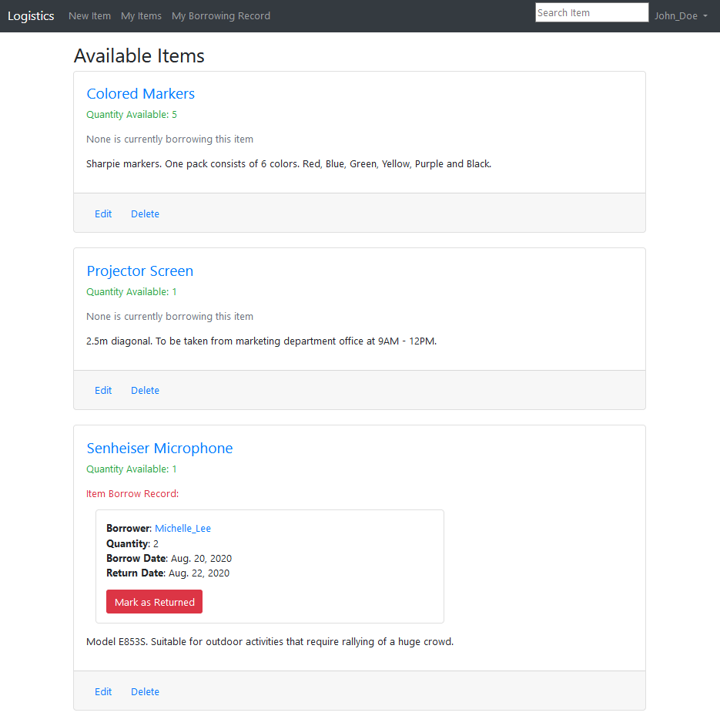 Logistics New Item My Items My Borrowing Record Search Item John_Doe
Available Items
Colored Markers
Quantity Available: 5
None is currently borrowing this item
Sharpie markers. One pack consists of 6 colors. Red, Blue, Green, Yellow, Purple and Black.
Edit Delete
Projector Screen
Quantity Available: 1
None is currently borrowing this item
2.5m diagonal. To be taken from marketing department office at 9AM - 12PM.
Edit Delete
Senheiser Microphone
Quantity Available: 1
Item Borrow Record:
Borrower: Michelle_Lee
Quantity: 2
Borrow Date: Aug. 20, 2020
Return Date: Aug. 22, 2020
Mark as Returned
Model E853S. Suitable for outdoor activities that require rallying of a huge crowd.
Edit Delete